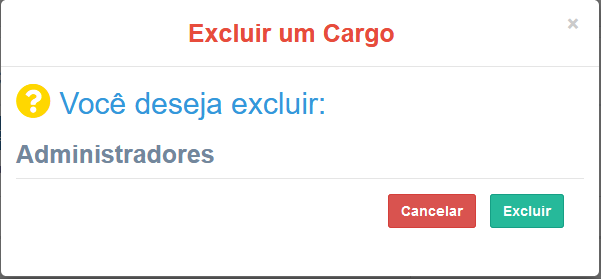 Excluir um Cargo
×
? Você deseja excluir:
Administradores
Cancelar Excluir